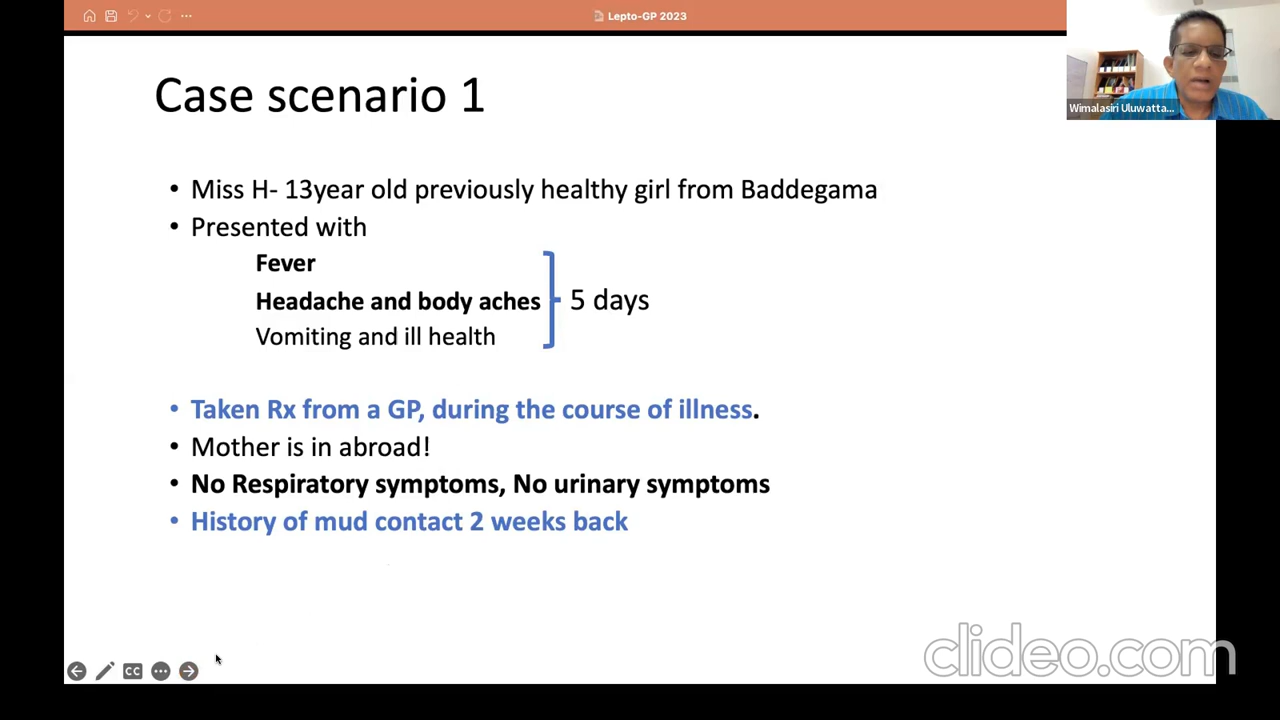 Lepto-GP 2023
Wimalasiri Uluwatta...
Case scenario 1
• Miss H- 13year old previously healthy girl from Baddegama
• Presented with
Fever
Headache and body aches
5 days
Vomiting and ill health
• Taken Rx from a GP, during the course of illness.
• Mother is in abroad!
• No Respiratory symptoms, No urinary symptoms
• History of mud contact 2 weeks back
CC
clideo.com